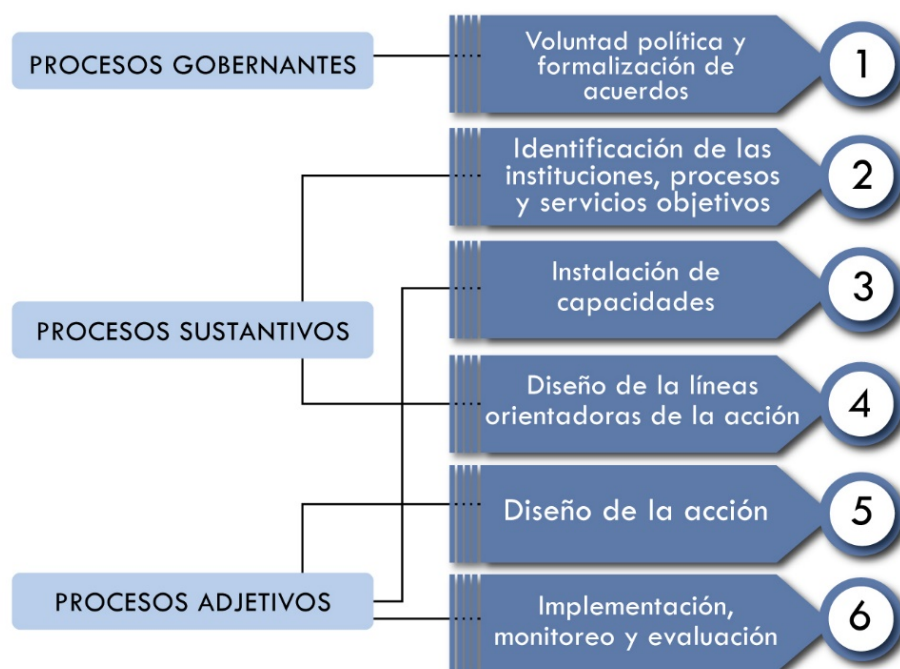 PROCESOS GOBERNANTES
Voluntad política y
formalización de
acuerdos
1
Identificación de las
instituciones, procesos
y servicios objetivos
2
PROCESOS SUSTANTIVOS
Instalación de
capacidades
3
Diseño de la líneas
orientadoras de la acción
4
Diseño de la acción
5
PROCESOS ADJETIVOS
Implementación,
monitoreo y evaluación
6